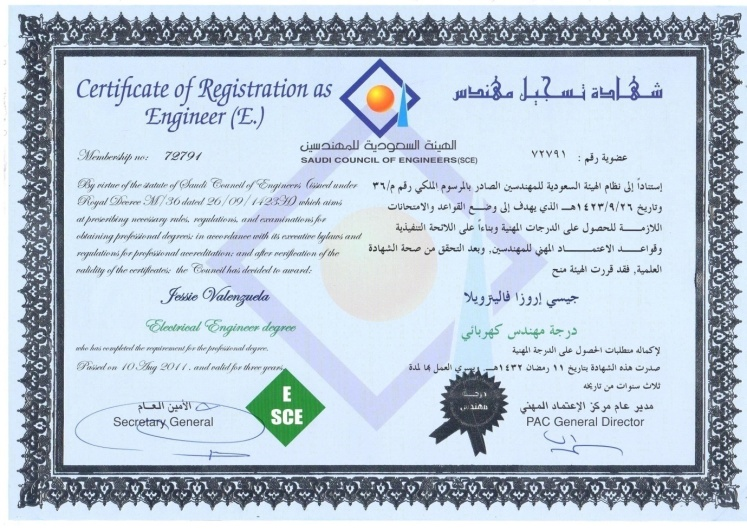 Certificate of Registration as
Engineer (E.)
شهادة تسجيل مهندس
الهيئة السعودية للمهندسين
SAUDI COUNCIL OF ENGINEERS(SCE)
Membership no: 72791
By virtue of the statute of Saudi Council of Engineers (issued under
Royal Decree M/36 dated 26/09/1423H) which aims
at prescribing necessary rules, regulations, and examinations for
obtaining professional degrees; in accordance with its executive bylaws and
regulations for professional accreditation; and after verification of the
validity of the certificates; the Council has decided to award:
Jessie Valenzuela
Electrical Engineer degree
who has completed the requirement for the professional degree.
Passed on 10 Aug 2011. and valid for three years.
الأمين العـام
Secretary General
E
SCE
عضوية رقم : ٧٢٧٩١
إستناداً إلى نظام الهيئة السعودية للمهندسين الصادر بالمرسوم الملكي رقم م/٣٦
وتاريخ ١٤٢٣/٩/٢٦هـ الذي يهدف إلى وضـع القواعد والامتحانات
اللازمـــة للحصول على الدرجات المهنية وبناءاً على اللائحة التنفيذية
وقواعـد الاعتمـــاد المهني للمهندسين, وبعد التحقق من صحة الشهادة
العلمية, فقد قررت الهيئة منح
جيسي إروزا فالينزويلا
درجة مهندس كهربائي
لإكماله متطلبات الحصول على الدرجة المهنية
صدرت هذه الشهادة بتاريخ ١١ رمضان ١٤٣٢هـ ويسري العمل بها لمدة
ثلاث سنوات من تاريخه
درجة
مهندس
مدير عام مركز الإعتماد المهني
PAC General Director